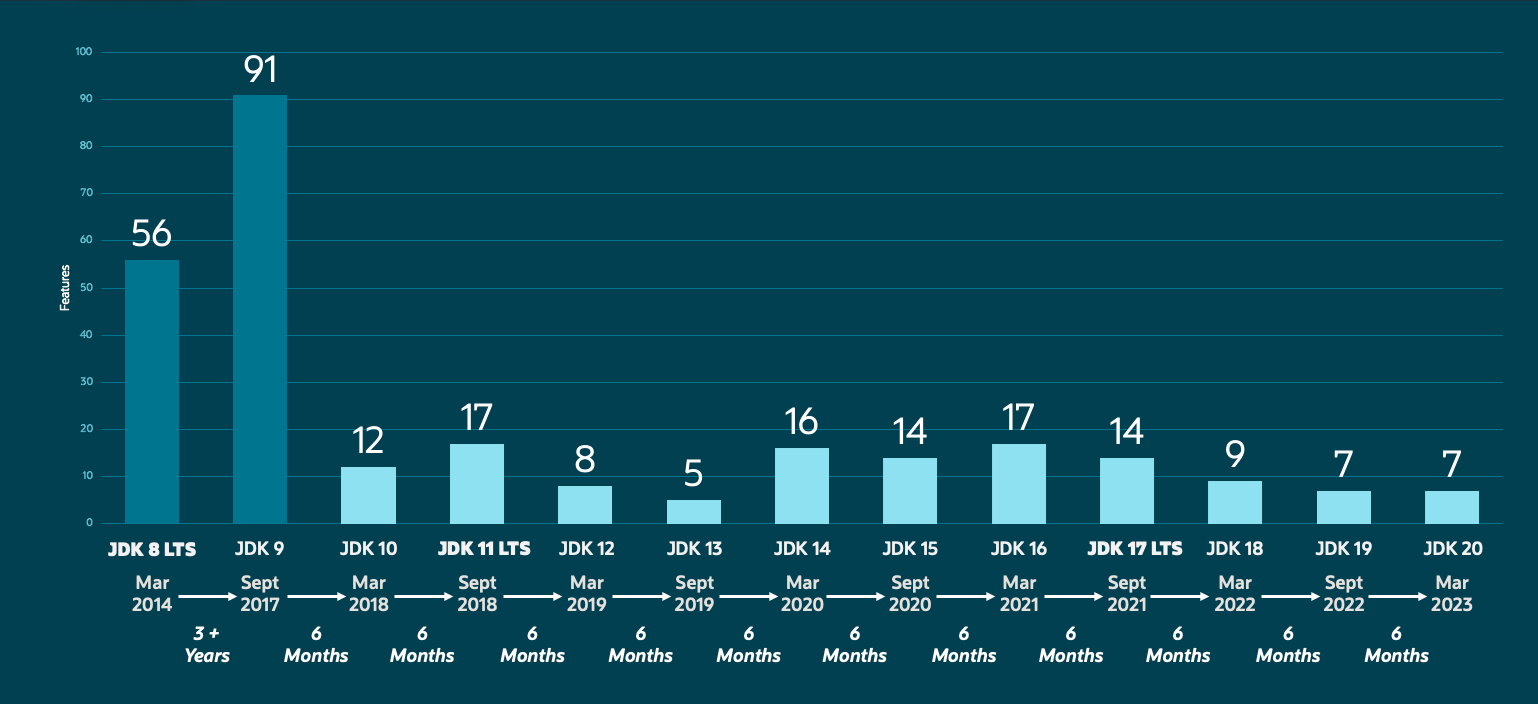 100
91
90
80
70
56
60
Features
50
40
30
17
17
16
14
14
12
20
8
9
7
7
5
10
0
JDK 8 LTS
JDK 9
JDK 10
JDK 11 LTS
JDK 12
JDK 13
JDK 14
JDK 15
JDK 16
JDK 17 LTS
JDK 18
JDK 19
JDK 20
Mar
2014
Sept
2017
Mar
2018
Sept
2018
Mar
2019
Sept
2019
Mar
2020
Sept
2020
Mar
2021
Sept
2021
Mar
2022
Sept
2022
Mar
2023
3 +
Years
6
Months
6
Months
6
Months
6
Months
6
Months
6
Months
6
Months
6
Months
6
Months
6
Months
6
Months